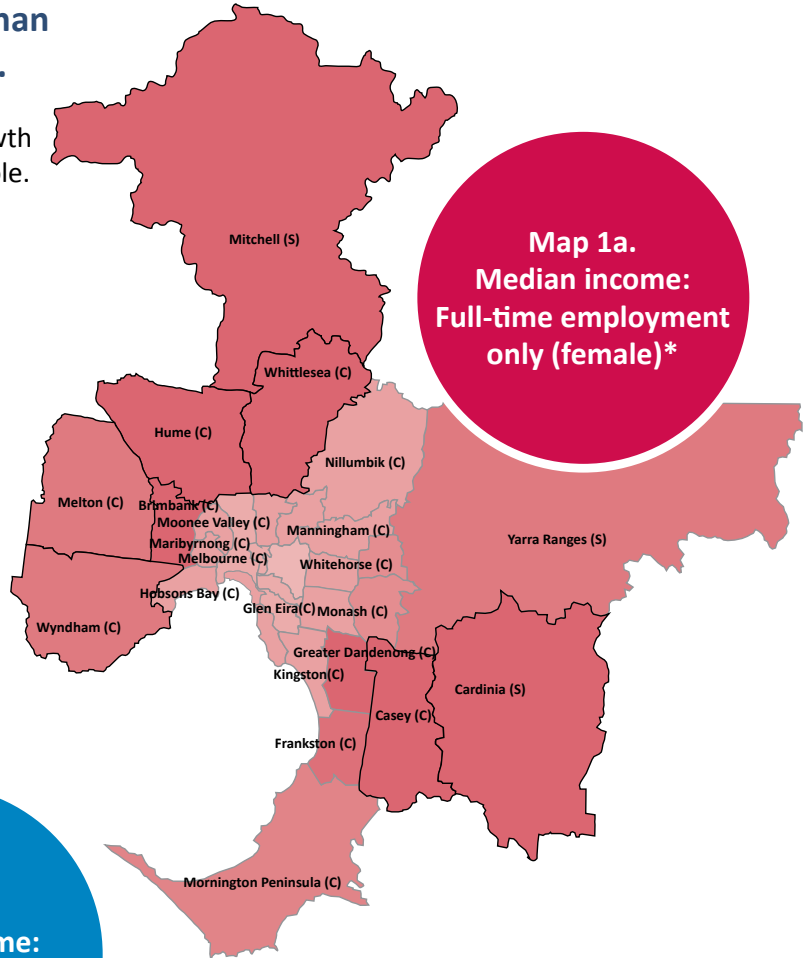 han
.
wth
ple.
Map 1a.
Median income:
Full-time employment
only (female)*
Mitchell (S)
Whittlesea (C)
Hume (C)
Nillumbik (C)
Melton (C)
Brimbank (C)
Moonee Valley (C)
Manningham (C)
Maribyrnong (C)
Yarra Ranges (S)
Melbourne (C)
Whitehorse (C)
Hobsons Bay (C)
Glen Eira(C)
Monash (C)
Wyndham (C)
Greater Dandenong (C)
Kingston(C)
Cardinia (S)
Casey (C)
Frankston (C)
Mornington Peninsula (C)
me: